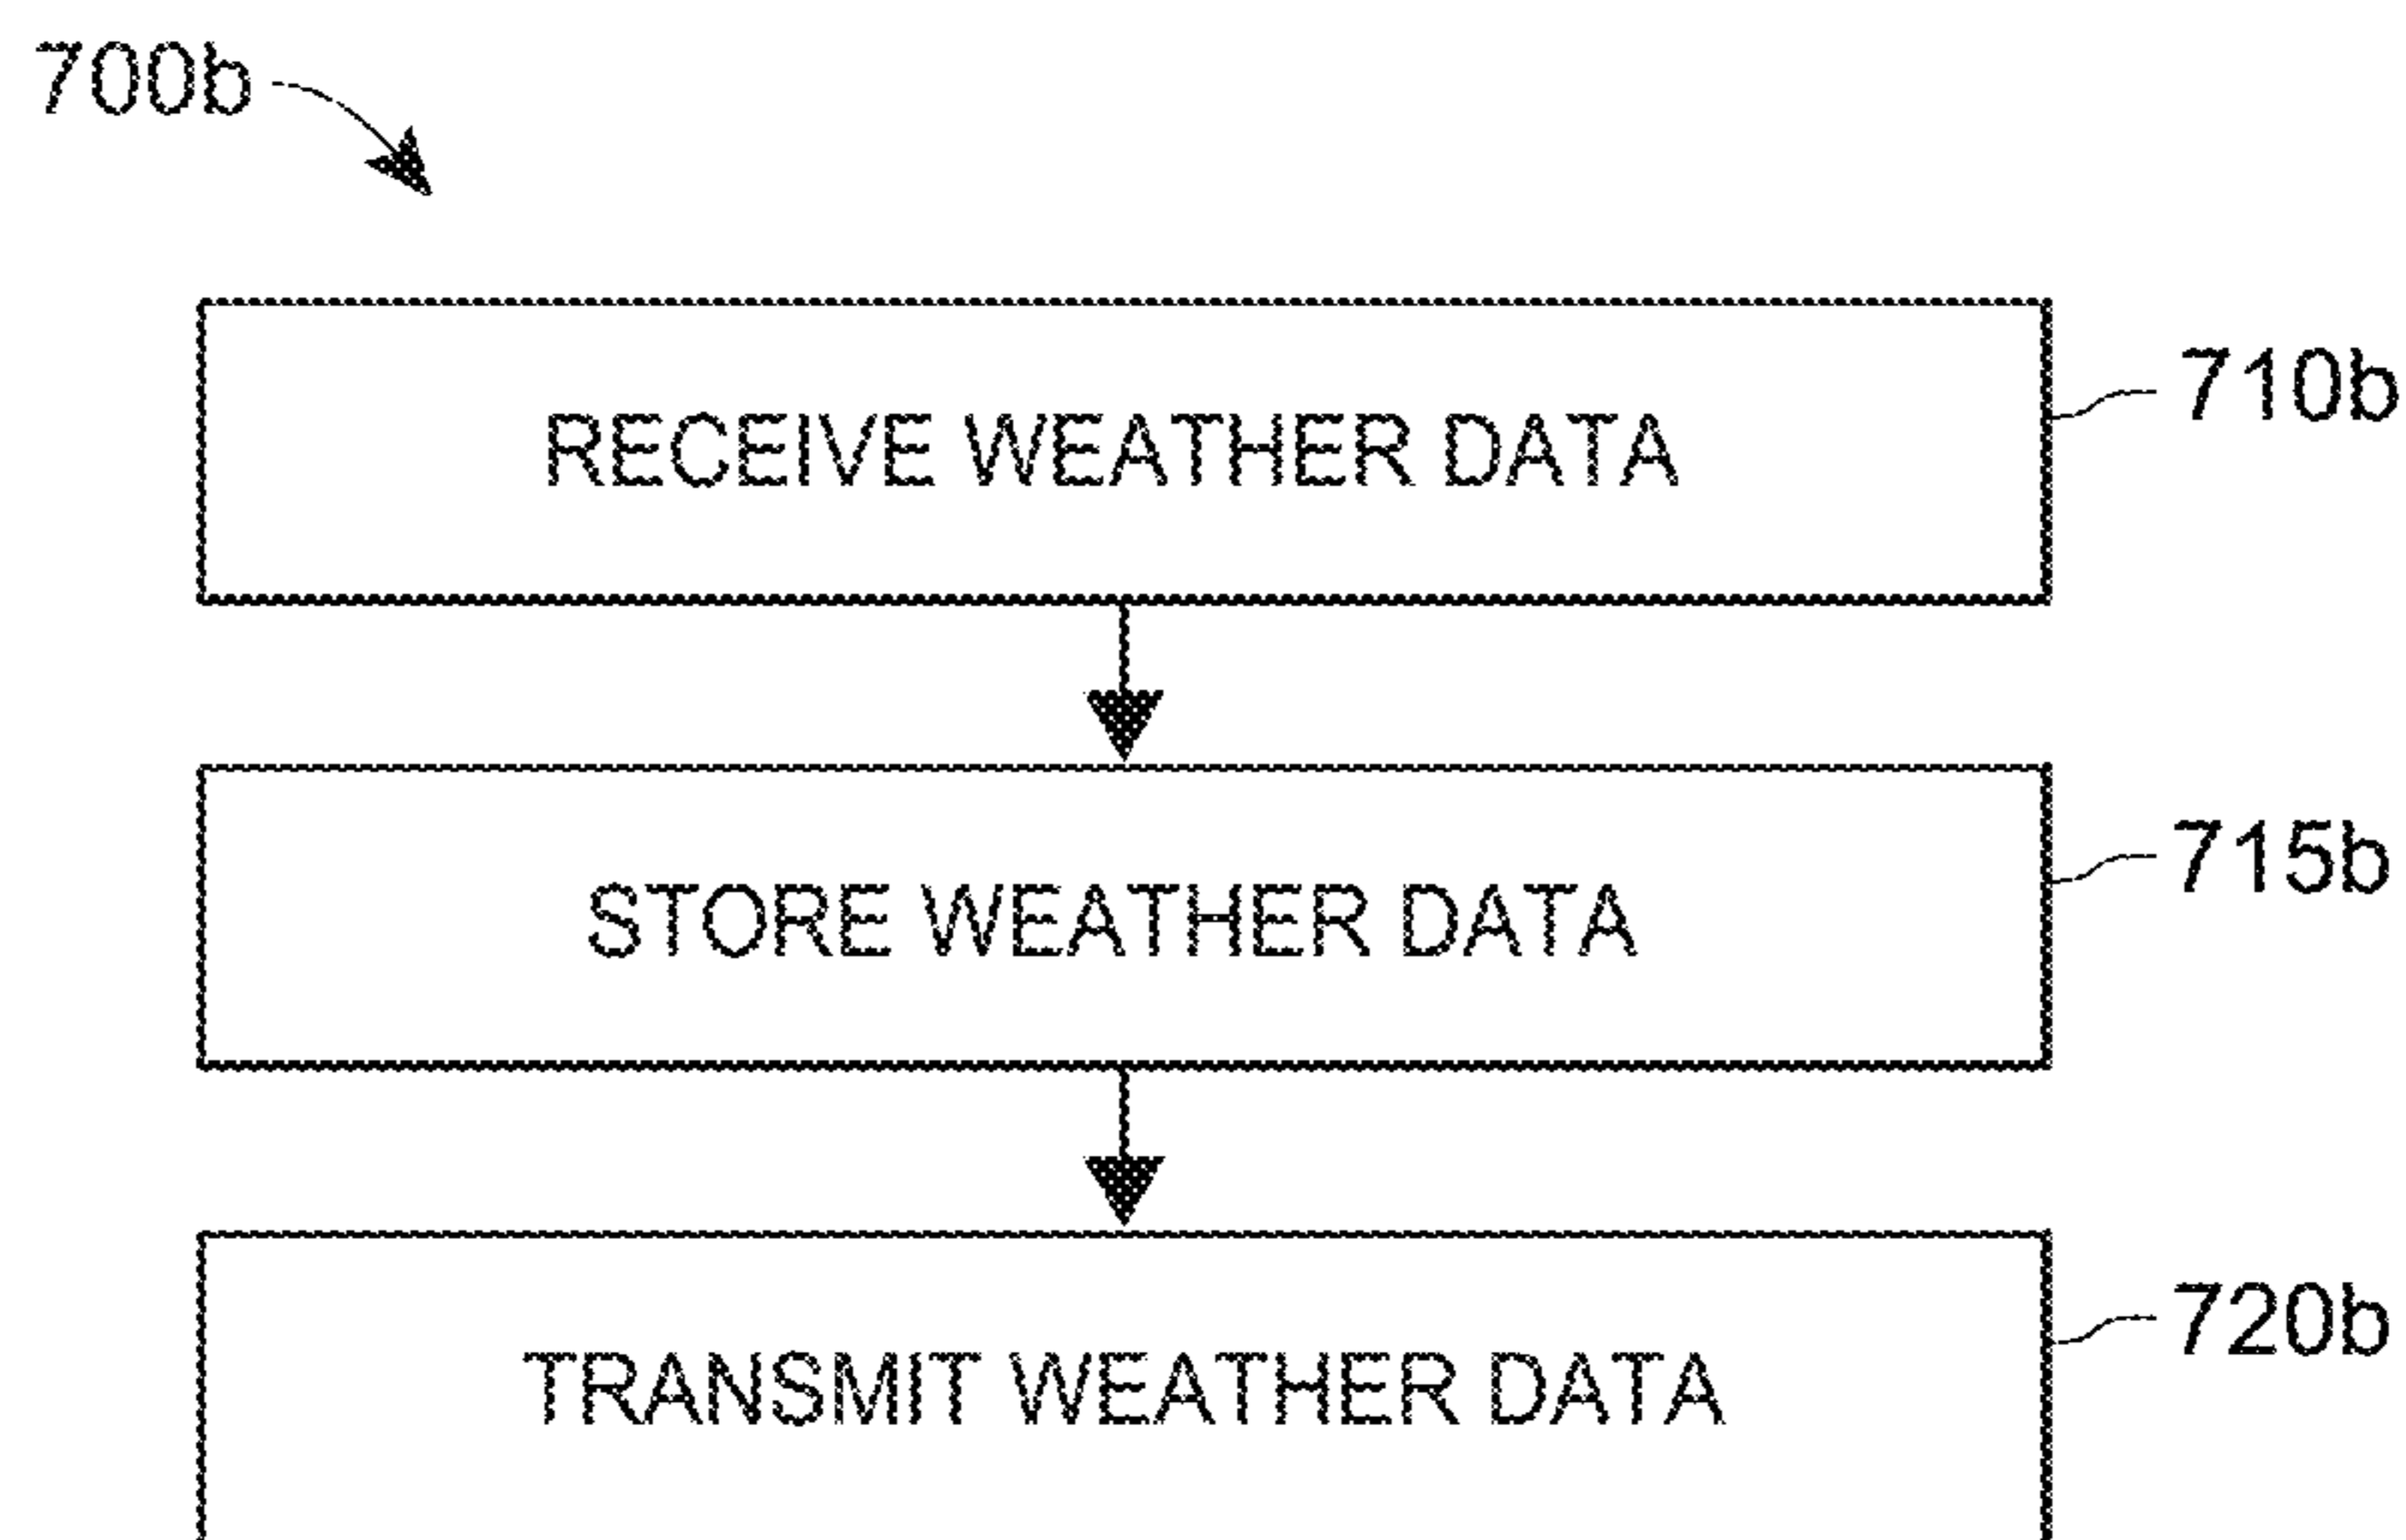 700b
RECEIVE WEATHER DATA
710b
STORE WEATHER DATA
715b
TRANSMIT WEATHER DATA
720b